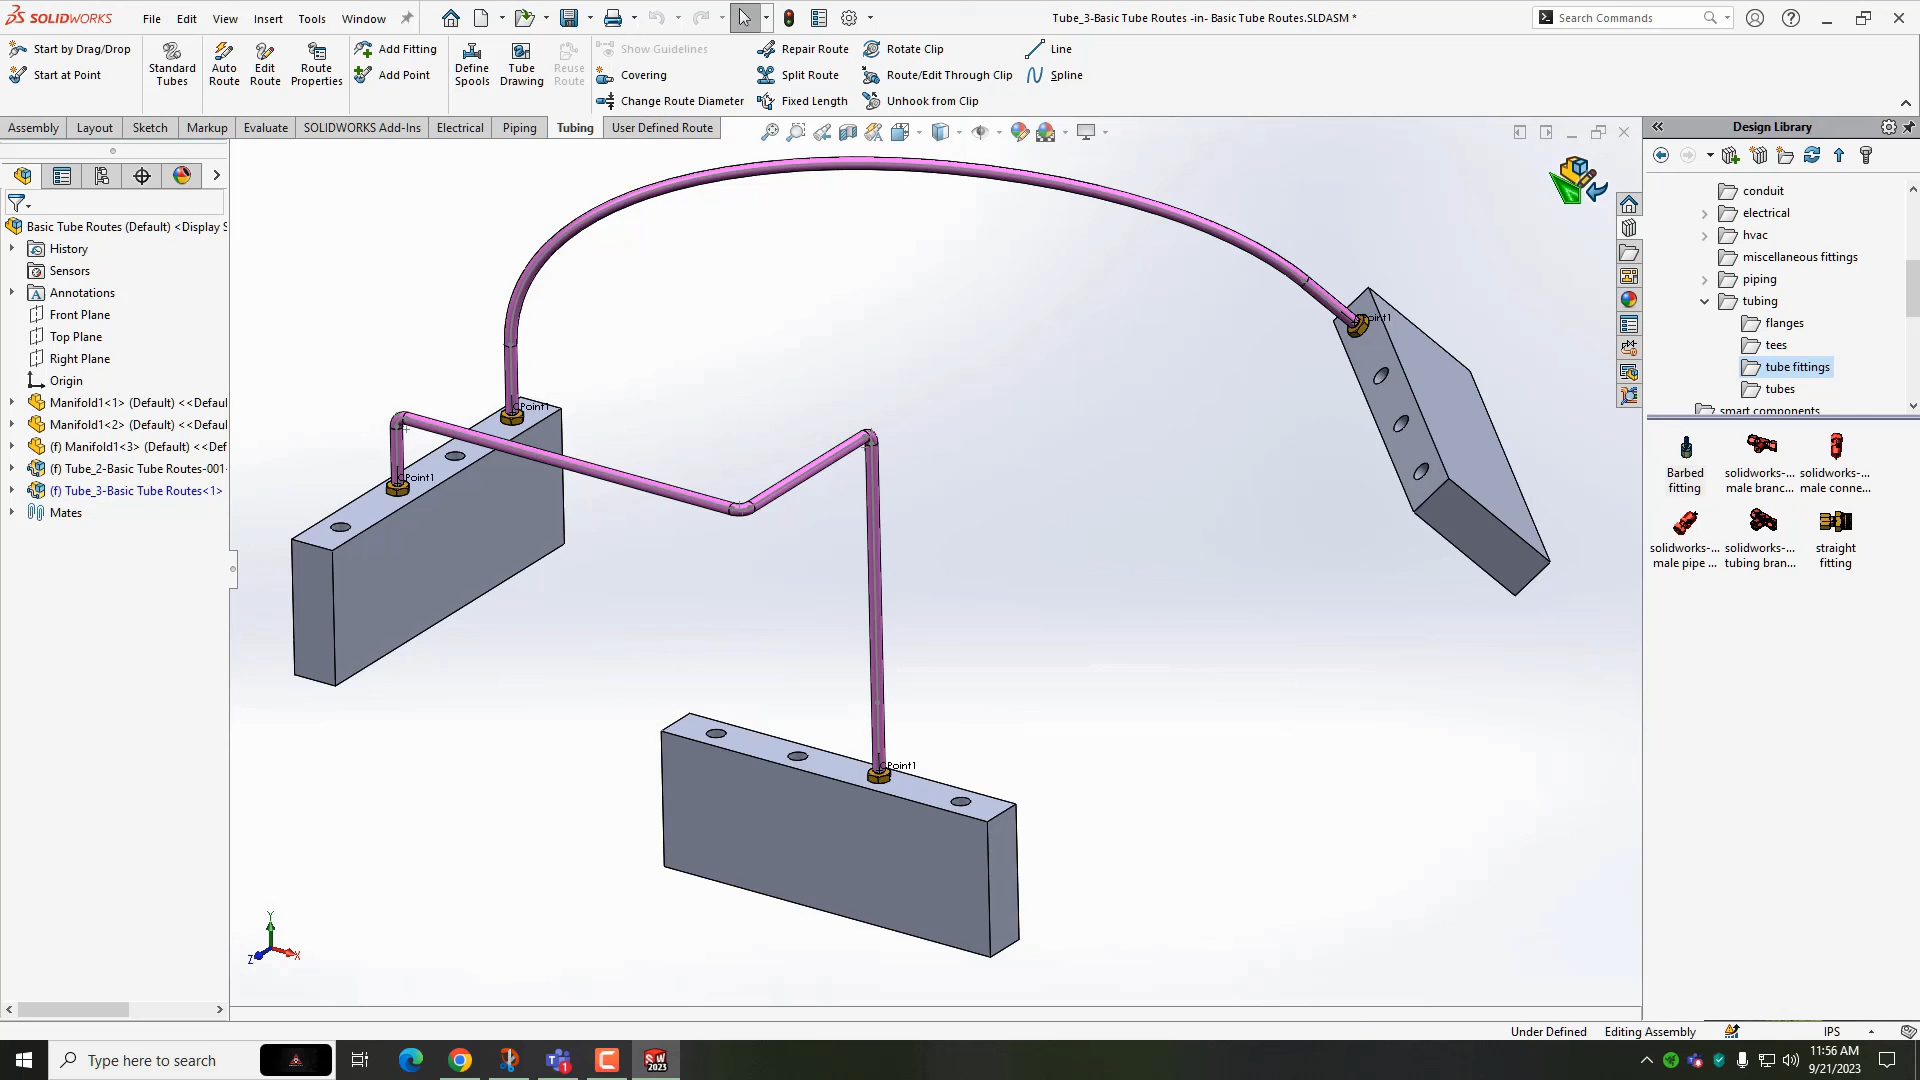 SOLIDWORKS
File
Edit
View
Insert
Tools
Window
Tube_3-Basic Tube Routes -in- Basic Tube Routes.SLDASM *
Search Commands
Start by Drag/Drop
Start at Point
Standard
Tubes
Auto
Route
Edit
Route
Route
Properties
Add Fitting
Add Point
Define
Spools
Tube
Drawing
Reuse
Route
Show Guidelines
Covering
Change Route Diameter
Repair Route
Split Route
Fixed Length
Rotate Clip
Route/Edit Through Clip
Unhook from Clip
Line
Spline
Assembly
Layout
Sketch
Markup
Evaluate
SOLIDWORKS Add-Ins
Electrical
Piping
Tubing
User Defined Route
Basic Tube Routes (Default) <Display S
History
Sensors
Annotations
Front Plane
Top Plane
Right Plane
Origin
Manifold1<1> (Default) <<Defaul
Manifold1<2> (Default) <<Defaul
(f) Manifold1<3> (Default) <<Def
(f) Tube_2-Basic Tube Routes-001
(f) Tube_3-Basic Tube Routes<1>
Mates
CPoint1
CPoint1
CPoint1
Point1
Y
X
Z
Design Library
conduit
electrical
hvac
miscellaneous fittings
piping
tubing
flanges
tees
tube fittings
tubes
smart components
Barbed
fitting
solidworks-...
male branc...
solidworks-...
male conne...
solidworks-...
male pipe ...
solidworks-...
tubing bran...
straight
fitting
Under Defined
Editing Assembly
IPS
Type here to search
SW
2023
1
11:56 AM
9/21/2023